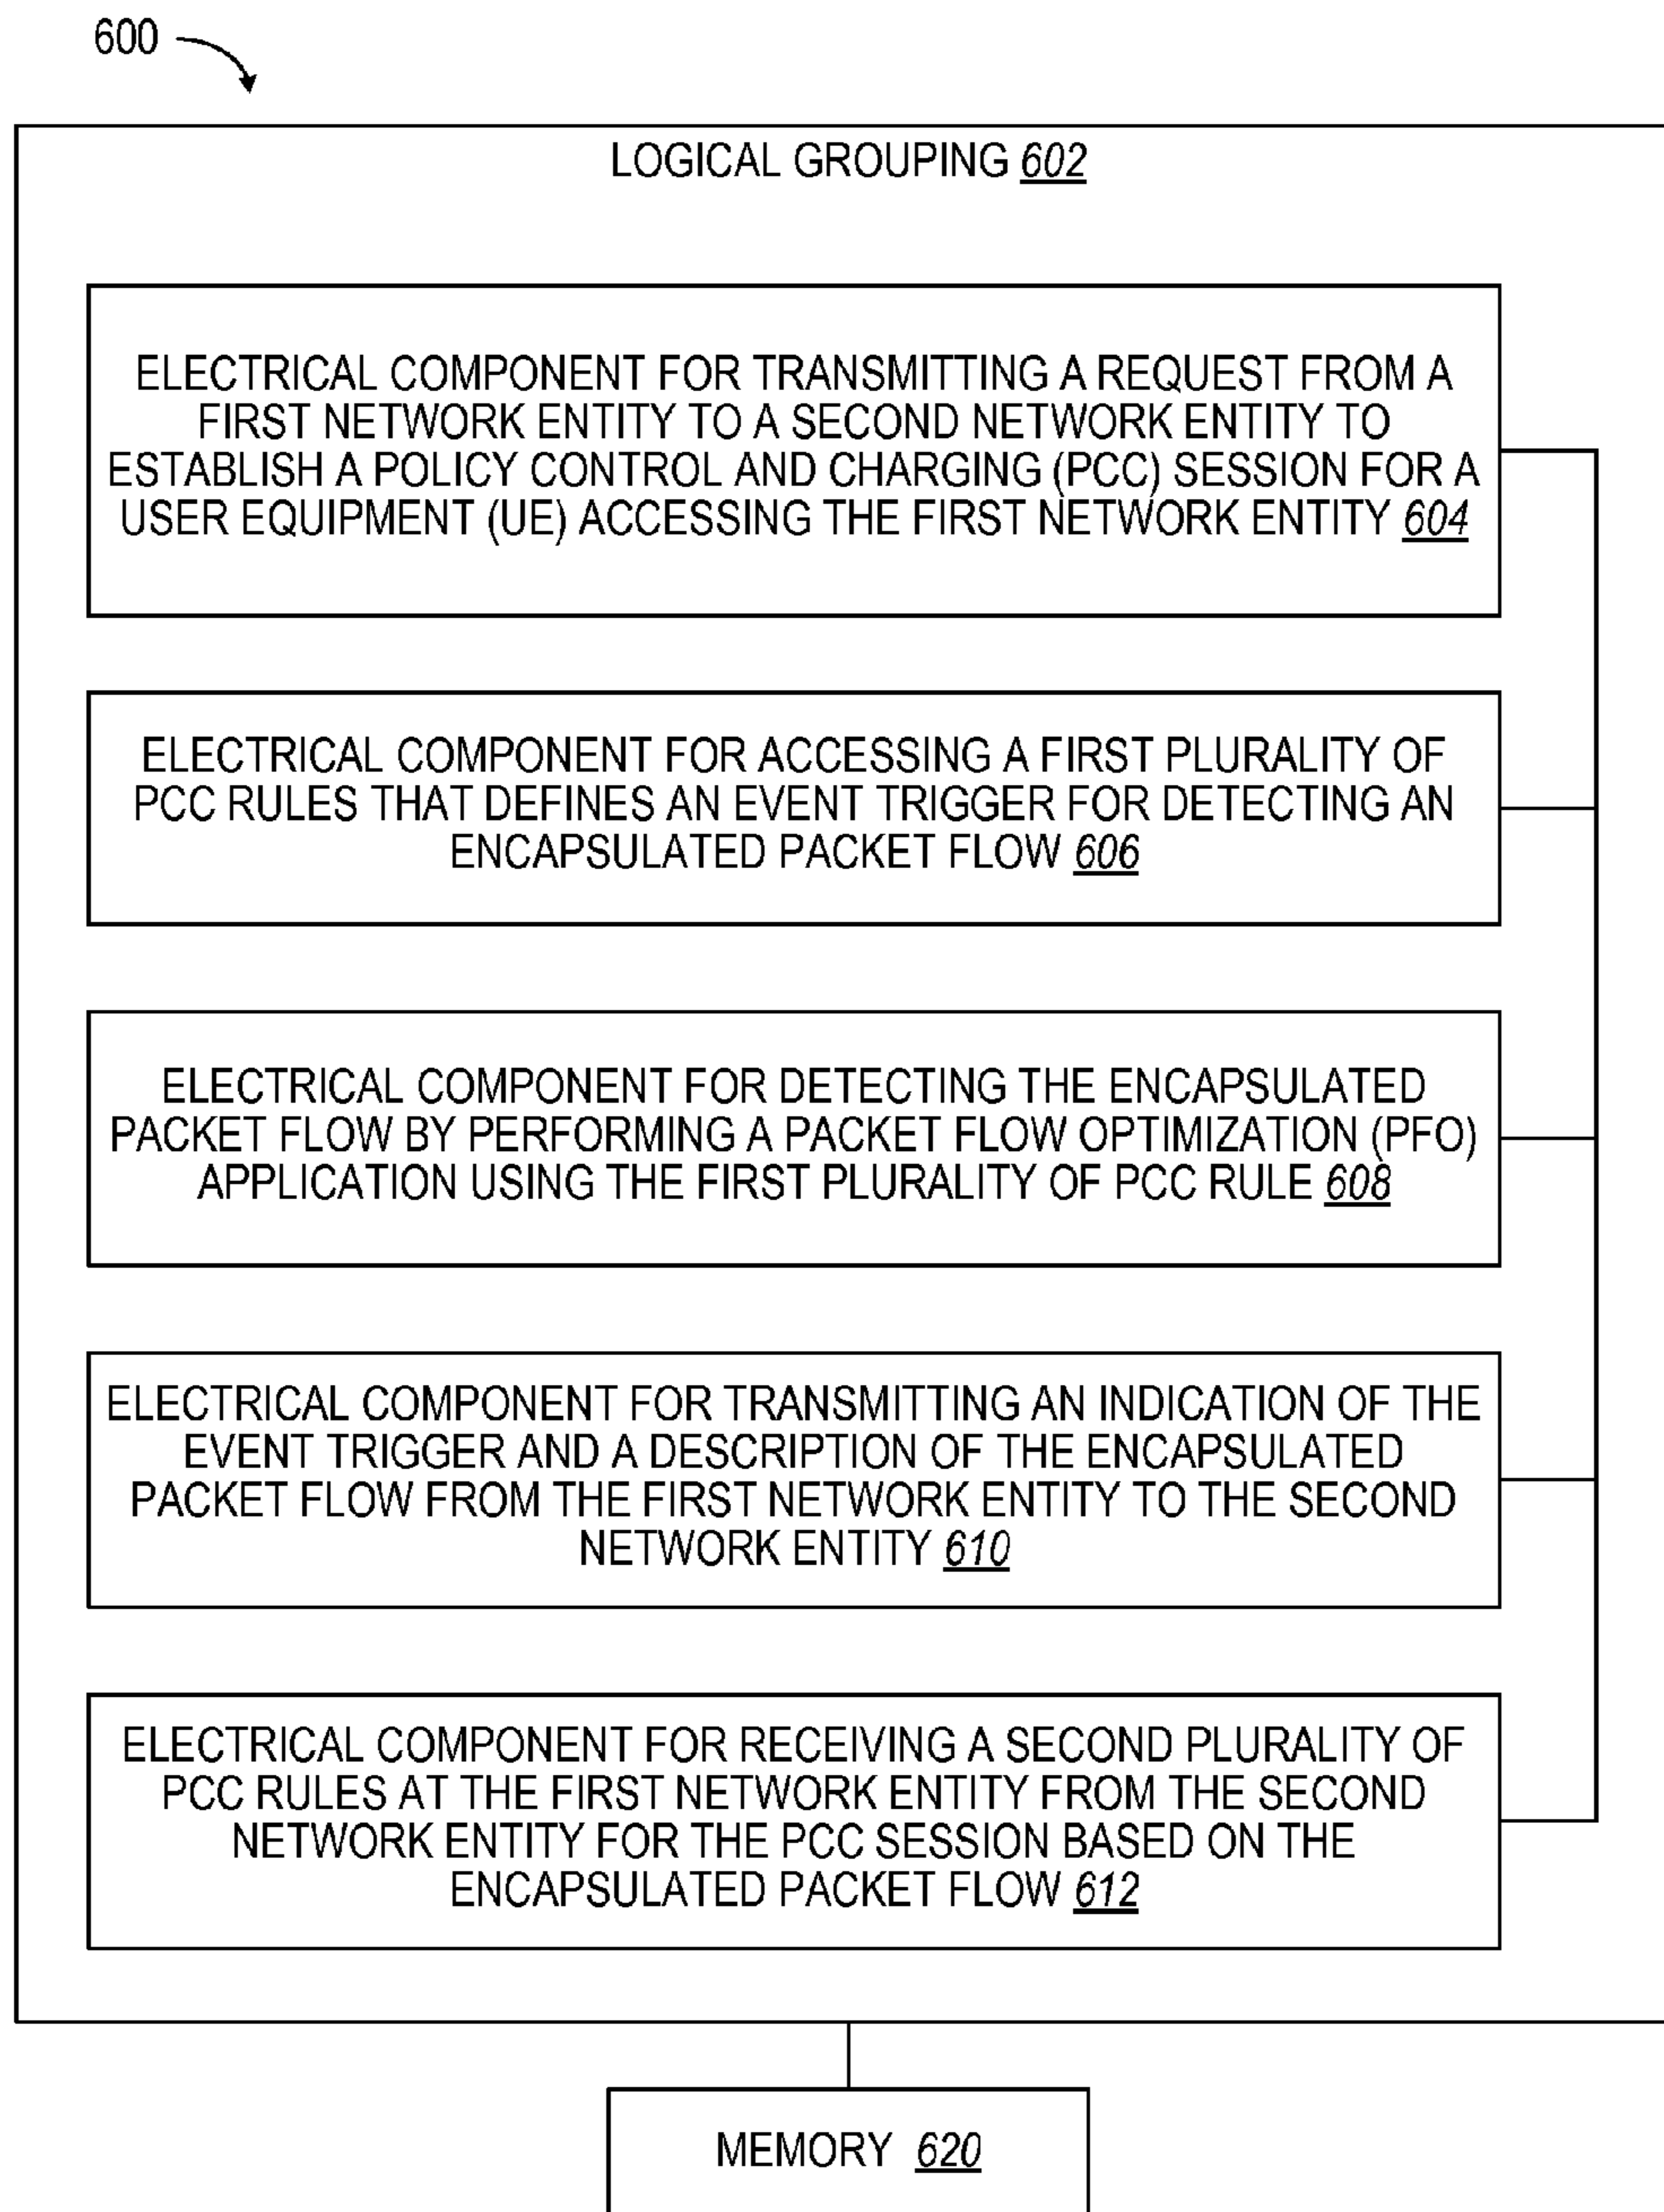 600
LOGICAL GROUPING 602
ELECTRICAL COMPONENT FOR TRANSMITTING A REQUEST FROM A
FIRST NETWORK ENTITY TO A SECOND NETWORK ENTITY TO
ESTABLISH A POLICY CONTROL AND CHARGING (PCC) SESSION FOR A
USER EQUIPMENT (UE) ACCESSING THE FIRST NETWORK ENTITY 604
ELECTRICAL COMPONENT FOR ACCESSING A FIRST PLURALITY OF
PCC RULES THAT DEFINES AN EVENT TRIGGER FOR DETECTING AN
ENCAPSULATED PACKET FLOW 606
ELECTRICAL COMPONENT FOR DETECTING THE ENCAPSULATED
PACKET FLOW BY PERFORMING A PACKET FLOW OPTIMIZATION (PFO)
APPLICATION USING THE FIRST PLURALITY OF PCC RULE 608
ELECTRICAL COMPONENT FOR TRANSMITTING AN INDICATION OF THE
EVENT TRIGGER AND A DESCRIPTION OF THE ENCAPSULATED
PACKET FLOW FROM THE FIRST NETWORK ENTITY TO THE SECOND
NETWORK ENTITY 610
ELECTRICAL COMPONENT FOR RECEIVING A SECOND PLURALITY OF
PCC RULES AT THE FIRST NETWORK ENTITY FROM THE SECOND
NETWORK ENTITY FOR THE PCC SESSION BASED ON THE
ENCAPSULATED PACKET FLOW 612
MEMORY 620